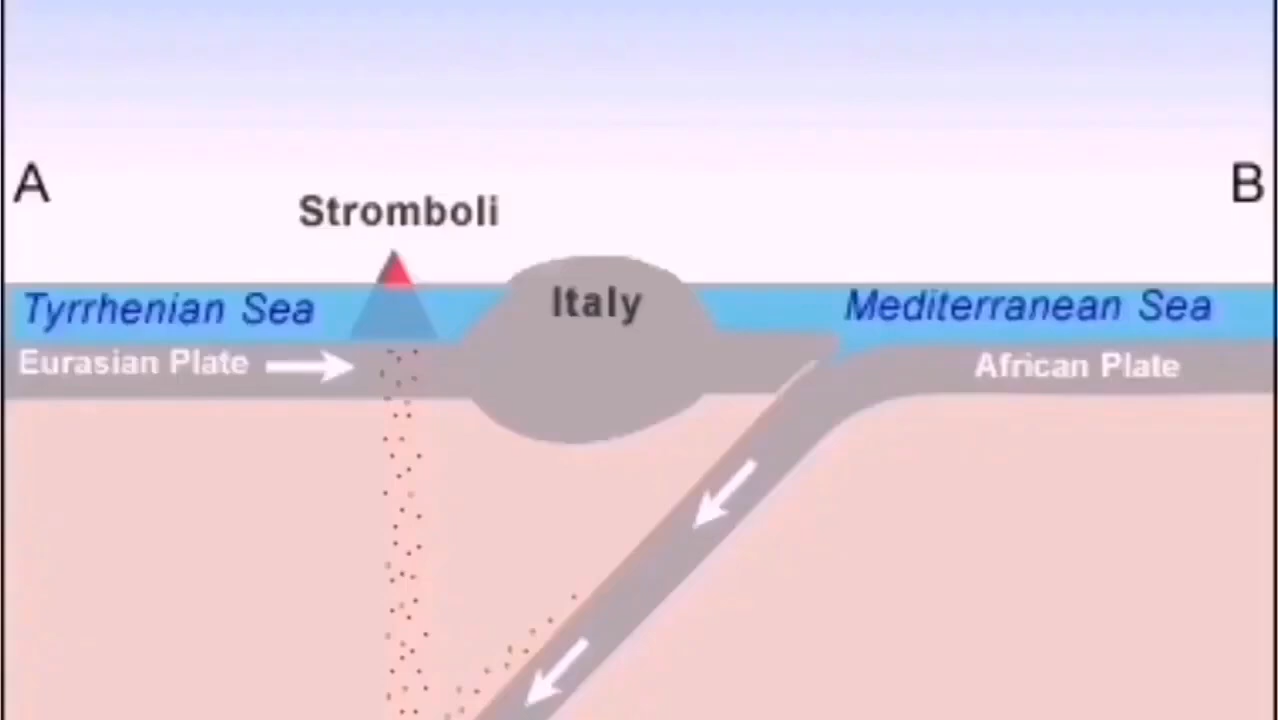 A
B
Stromboli
Italy
Tyrrhenian Sea
Mediterranean Sea
Eurasian Plate
African Plate